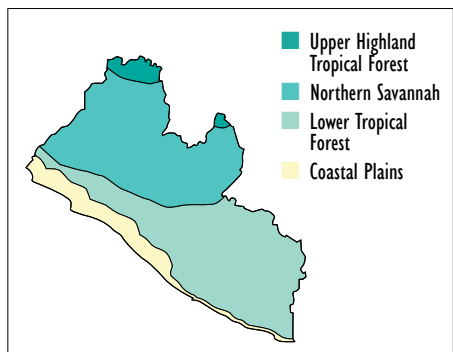 Upper Highland
Tropical Forest
Northern Savannah
Lower Tropical
Forest
Coastal Plains